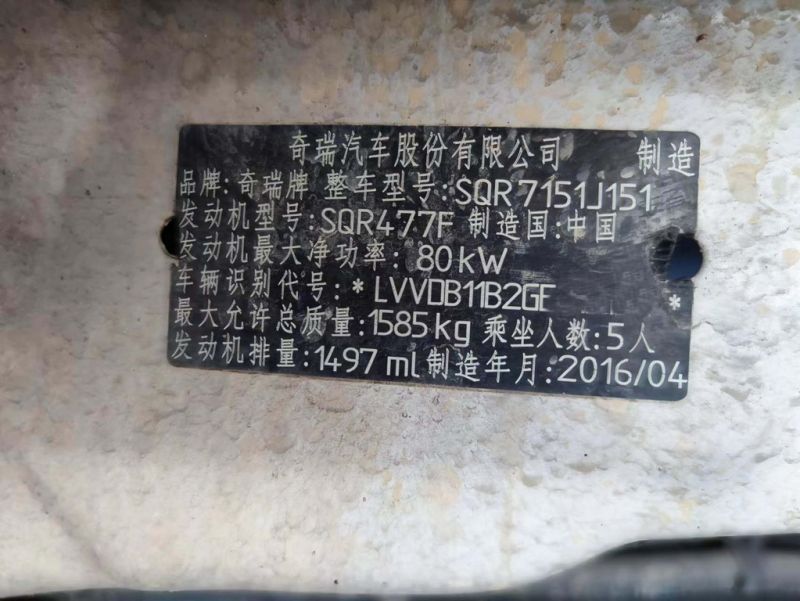 奇瑞汽车股份有限公司 制造
品牌:奇瑞牌 整车型号:SQR7151J151
发动机型号:SQR477F 制造国:中国
发动机最大净功率:80kW
车辆识别代号:*LVVDB11B2GE *
最大允许总质量:1585kg 乘坐人数:5人
发动机排量:1497ml 制造年月:2016/04